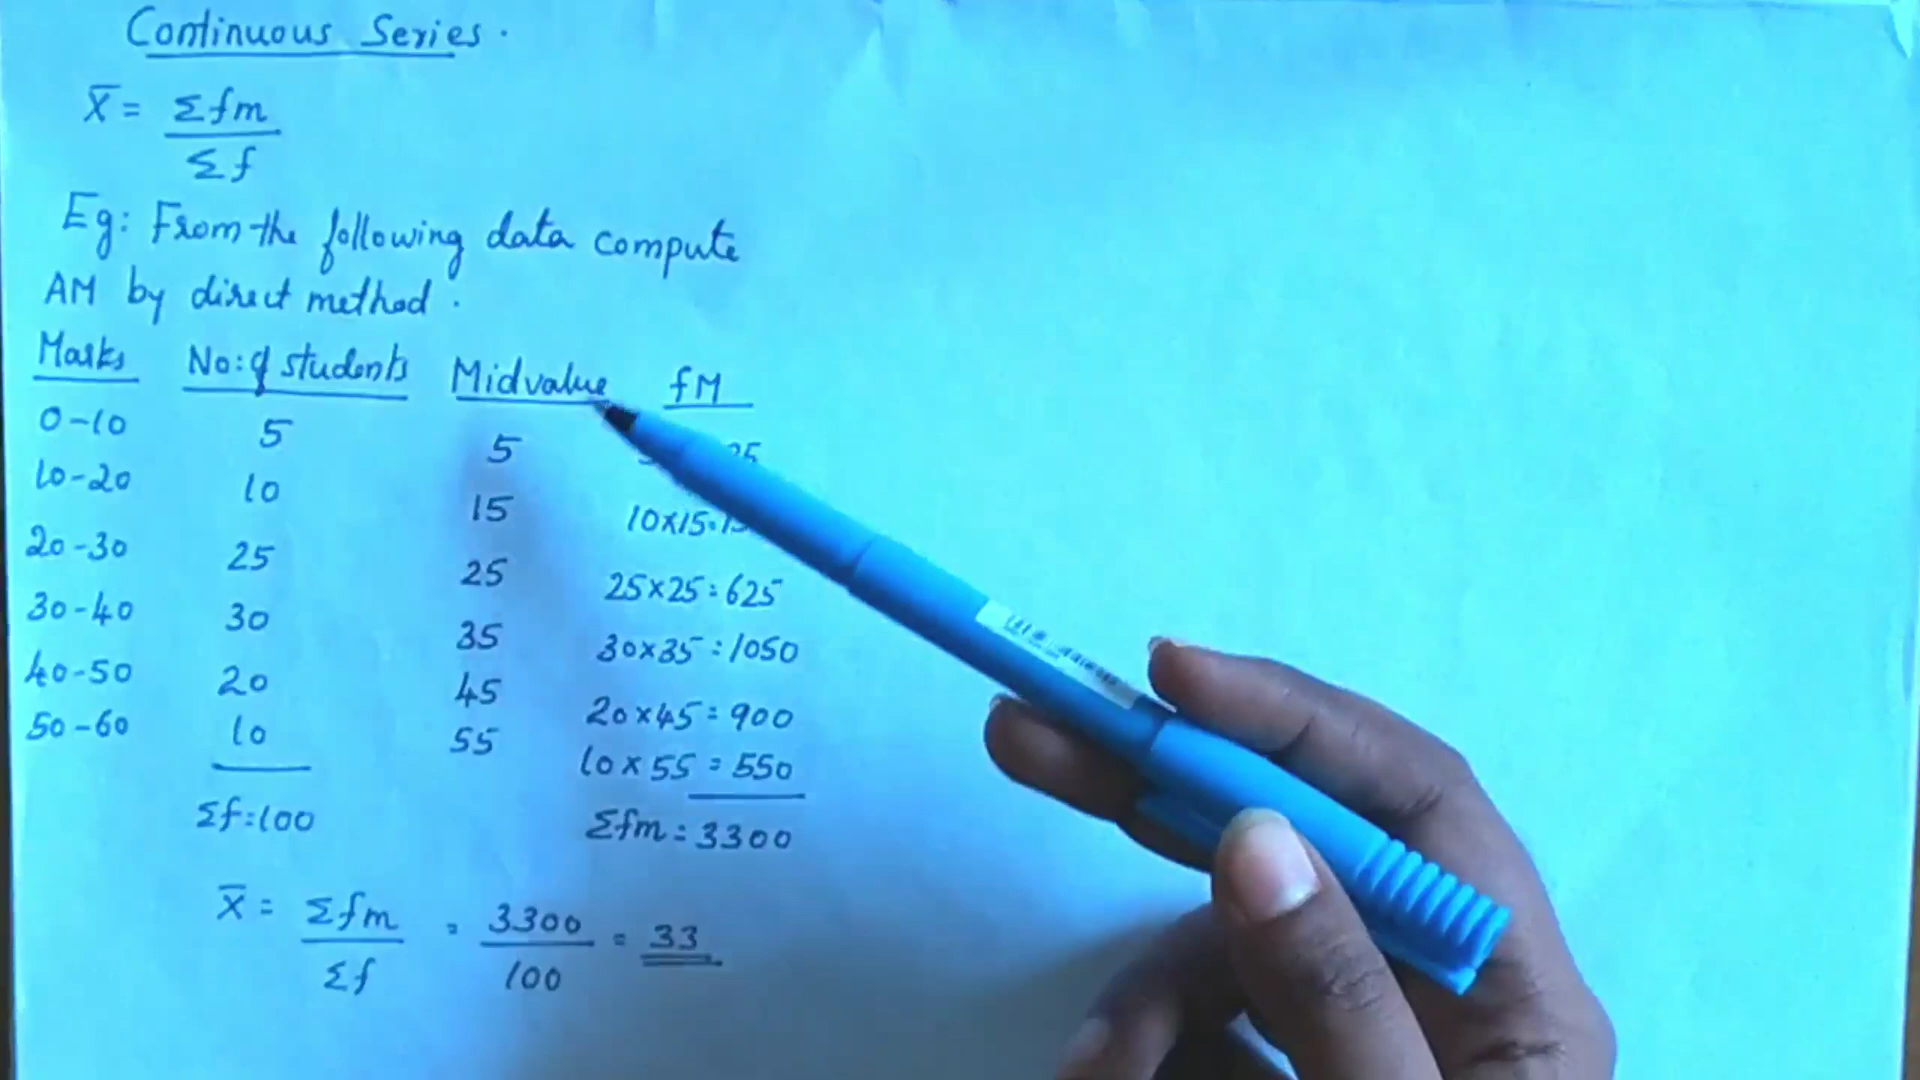 Continuous Series.
X̅ = Σfm
Σf
Eg: From the following data compute
AM by direct method.
Marks No: of students Midvalue fM
0-10 5 5 25
10-20 10 15 10×15=
20-30 25 25 25×25=625
30-40 30 35 30×35=1050
40-50 20 45 20×45=900
50-60 10 55 10×55=550
Σf=100 Σfm=3300
X̅ = Σfm = 3300 = 33
Σf 100